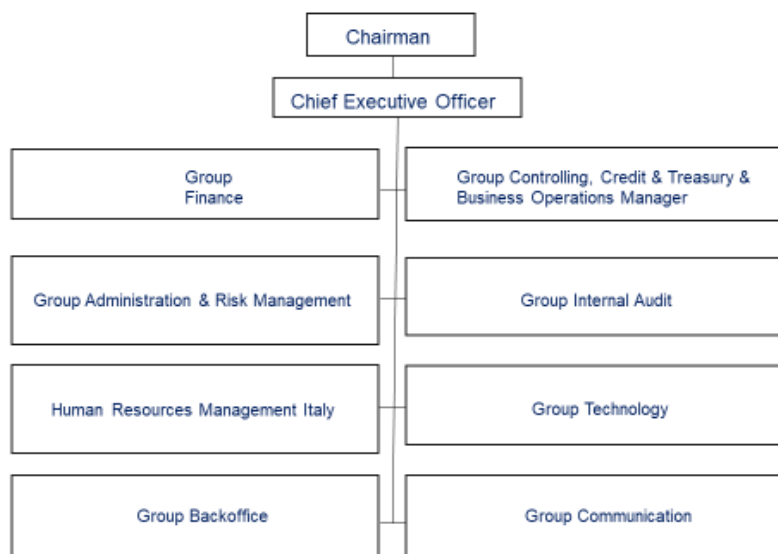 Chairman
Chief Executive Officer
Group
Finance
Group Controlling, Credit & Treasury &
Business Operations Manager
Group Administration & Risk Management
Group Internal Audit
Human Resources Management Italy
Group Technology
Group Backoffice
Group Communication